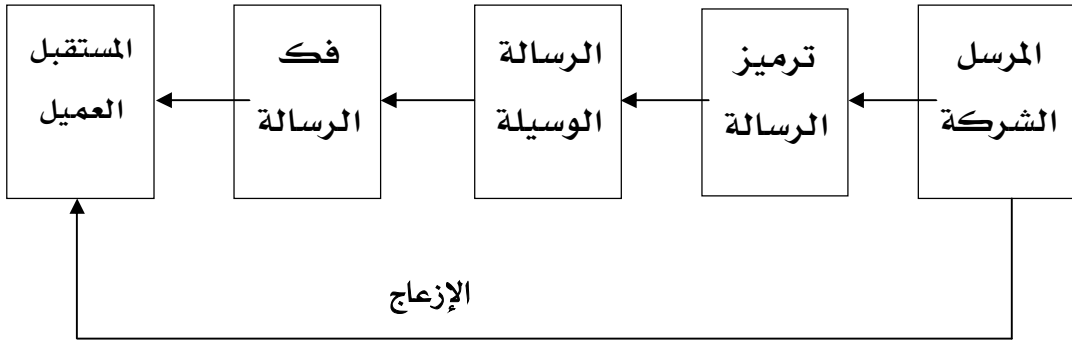 المرسل
الشركة
ترميز
الرسالة
الرسالة
الوسيلة
فك
الرسالة
المستقبل
العميل
الإزعاج